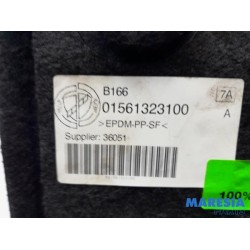 B166
7A
01561323100
A
>EPDM-PP-SF<
Supplier: 36051
100%
MARESIA